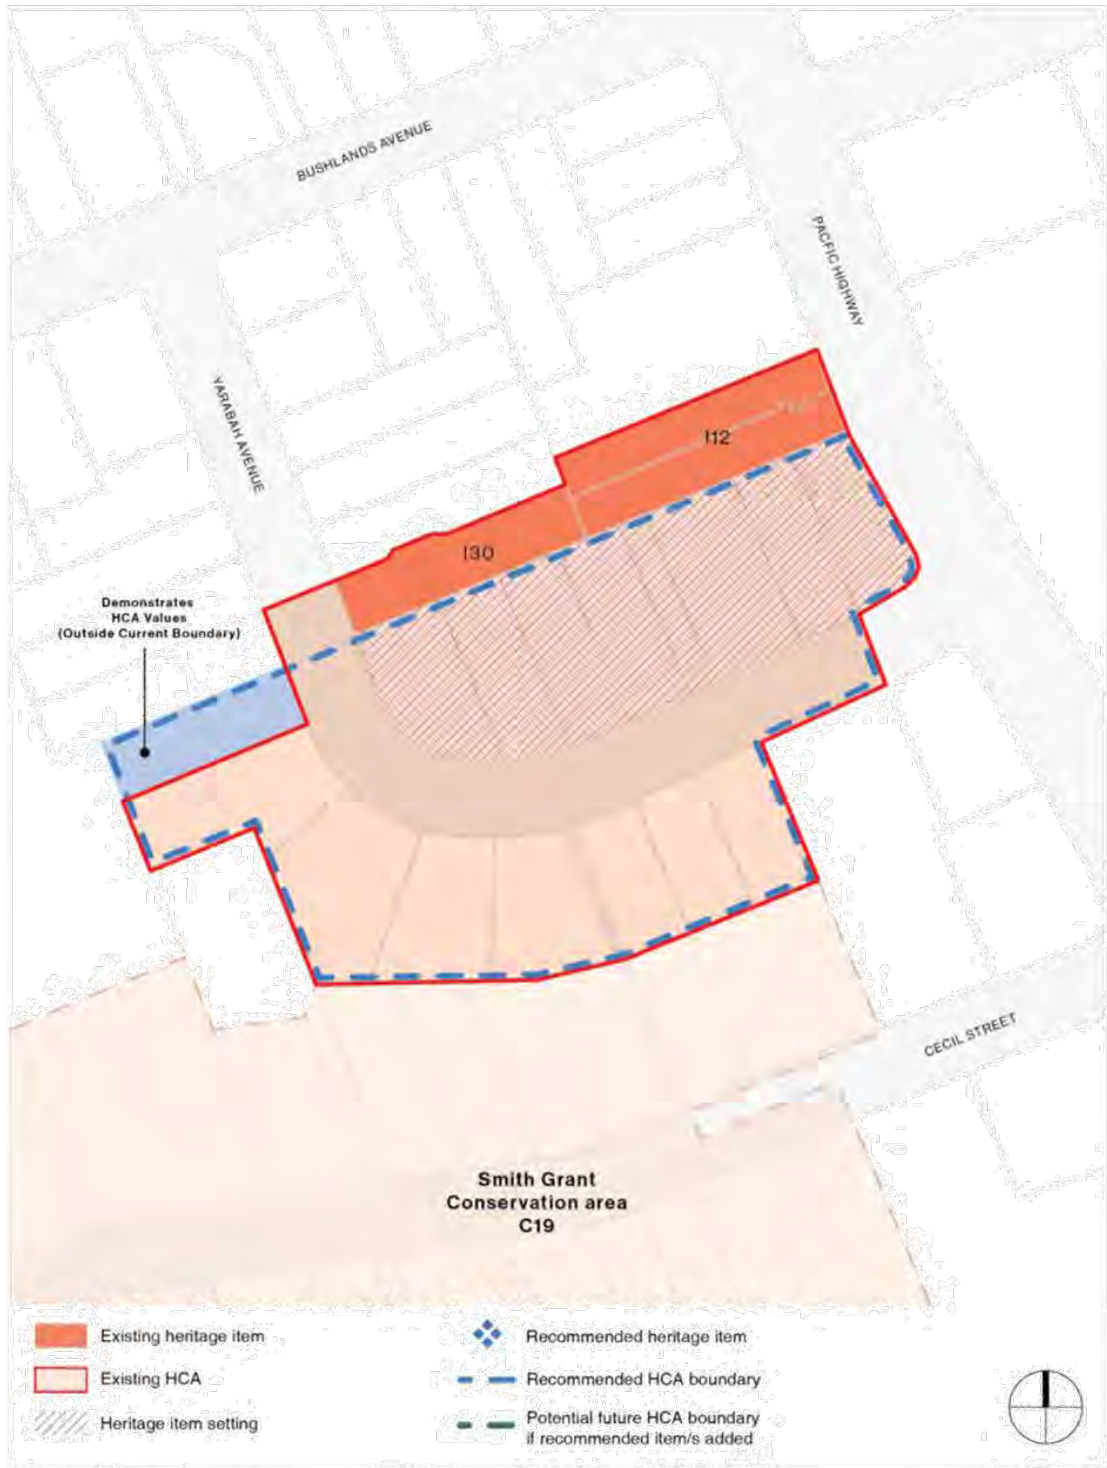 BUSHLANDS AVENUE
PACFIC HIGHWAY
YARABAH AVENUE
I12
I30
Demonstrates
HCA Values
(Outside Current Boundary)
CECIL STREET
Smith Grant
Conservation area
C19
Existing heritage item
Existing HCA
Heritage item setting
Recommended heritage item
Recommended HCA boundary
Potential future HCA boundary
if recommended item/s added